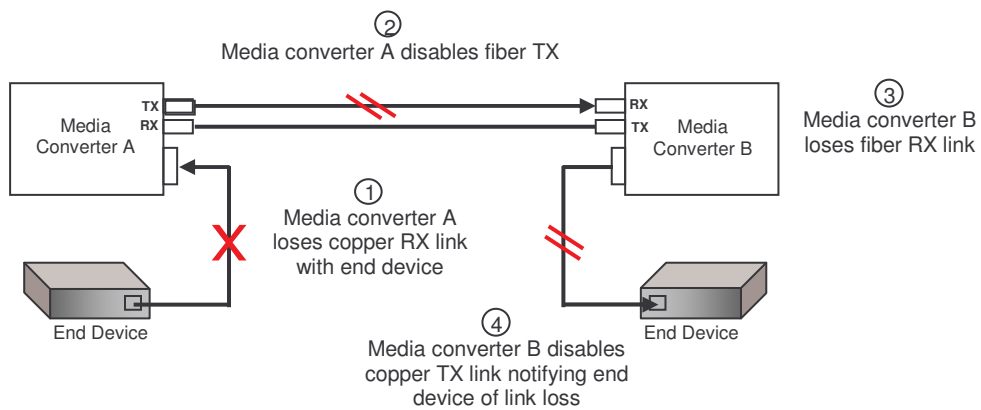 2
Media converter A disables fiber TX
TX
RX
Media
Converter A
RX
TX
Media
Converter B
3
Media converter B
loses fiber RX link
1
Media converter A
loses copper RX link
with end device
End Device
End Device
4
Media converter B disables
copper TX link notifying end
device of link loss